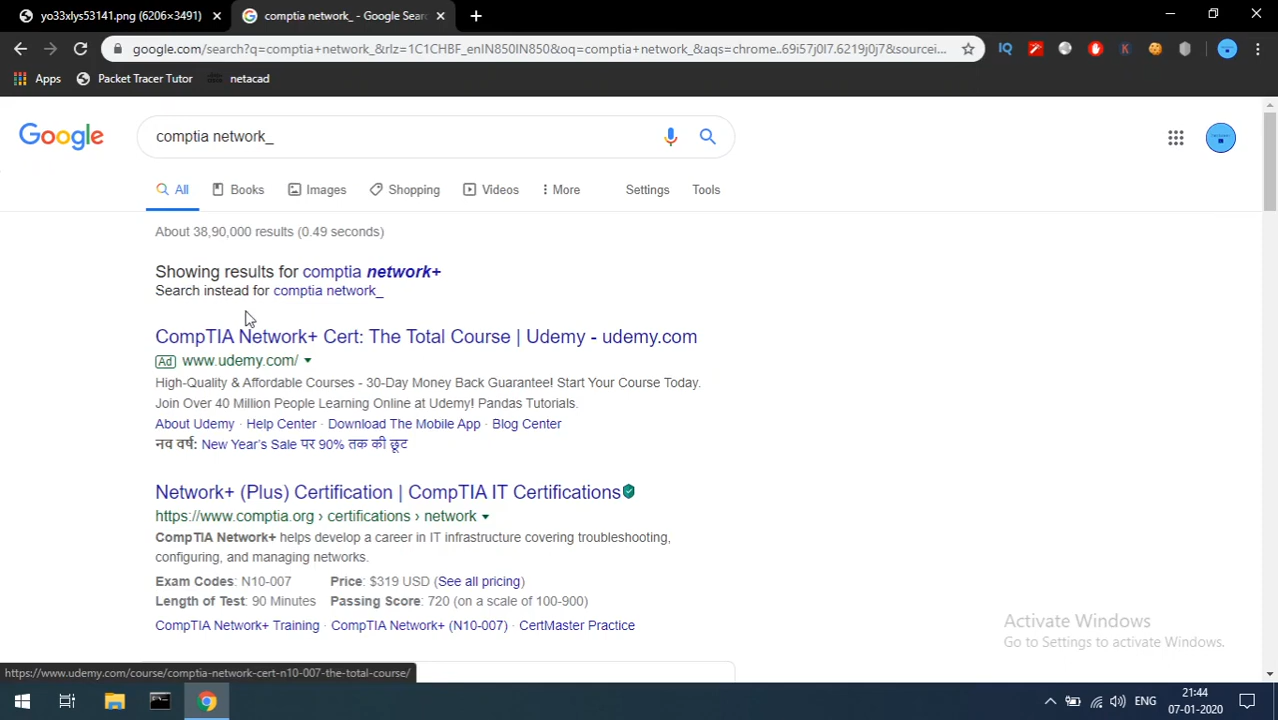 yo33xlys53141.png (6206×3491)
comptia network_ - Google Sear
google.com/search?q=comptia+network_&rlz=1C1CHBF_enIN850IN850&oq=comptia+network_&aqs=chrome..69i57j0l7.6219j0j7&sourcei...
Apps Packet Tracer Tutor netacad
Google
comptia network_
All Books Images Shopping Videos More Settings Tools
About 38,90,000 results (0.49 seconds)
Showing results for comptia network+
Search instead for comptia network_
CompTIA Network+ Cert: The Total Course | Udemy - udemy.com
Ad www.udemy.com/
High-Quality & Affordable Courses - 30-Day Money Back Guarantee! Start Your Course Today.
Join Over 40 Million People Learning Online at Udemy! Pandas Tutorials.
About Udemy · Help Center · Download The Mobile App · Blog Center
नव वर्ष: New Year's Sale पर 90% तक की छूट
Network+ (Plus) Certification | CompTIA IT Certifications
https://www.comptia.org › certifications › network
CompTIA Network+ helps develop a career in IT infrastructure covering troubleshooting,
configuring, and managing networks.
Exam Codes: N10-007 Price: $319 USD (See all pricing)
Length of Test: 90 Minutes Passing Score: 720 (on a scale of 100-900)
CompTIA Network+ Training · CompTIA Network+ (N10-007) · CertMaster Practice
Activate Windows
Go to Settings to activate Windows.
https://www.udemy.com/course/comptia-network-cert-n10-007-the-total-course/
ENG
21:44
07-01-2020